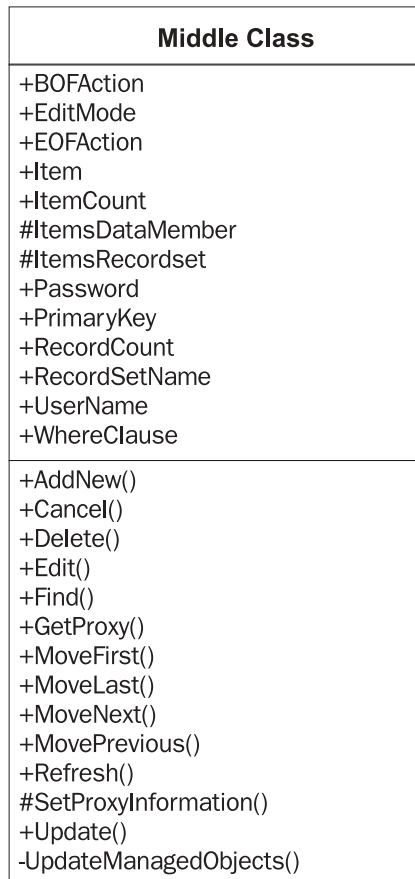 Middle Class
+BOFAction
+EditMode
+EOFAction
+Item
+ItemCount
#ItemsDataMember
#ItemsRecordset
+Password
+PrimaryKey
+RecordCount
+RecordSetName
+UserName
+WhereClause
+AddNew()
+Cancel()
+Delete()
+Edit()
+Find()
+GetProxy()
+MoveFirst()
+MoveLast()
+MoveNext()
+MovePrevious()
+Refresh()
#SetProxyInformation()
+Update()
-UpdateManagedObjects()